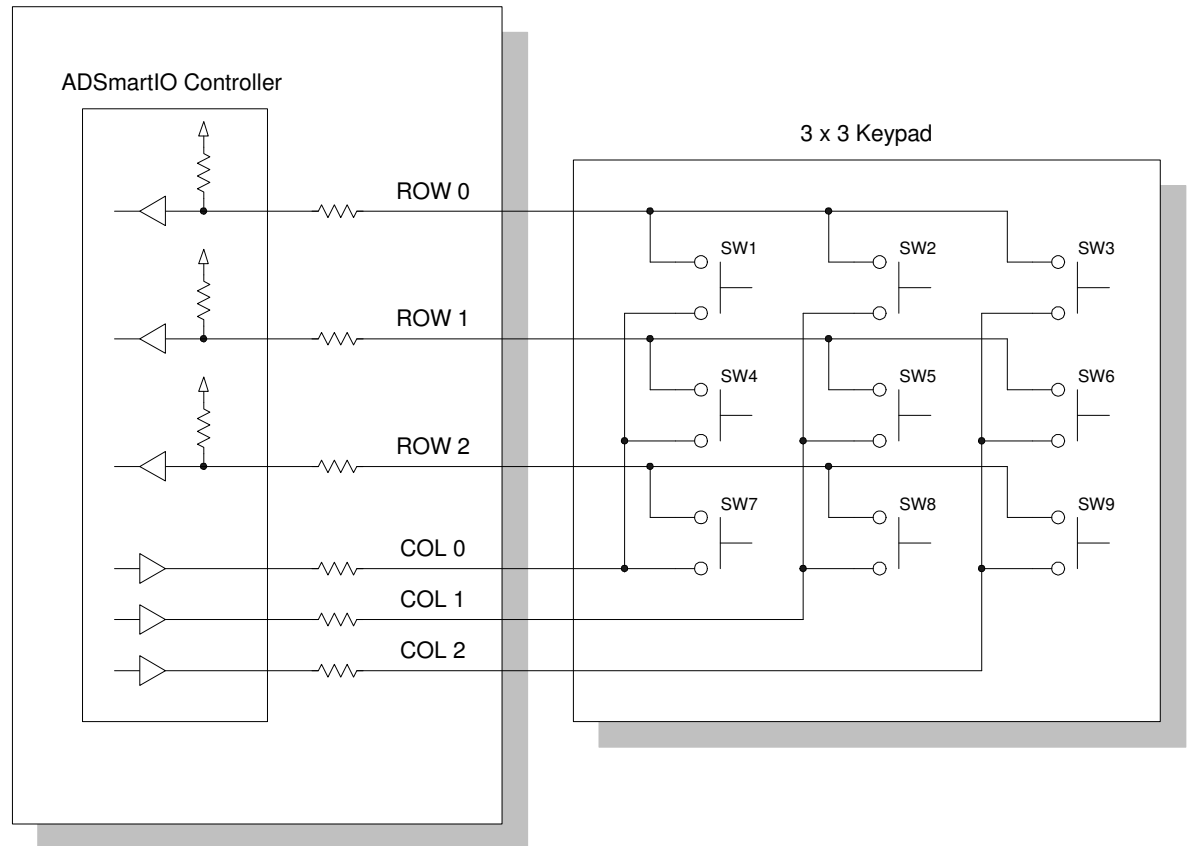 ADSmartIO Controller
3 x 3 Keypad
ROW 0
SW1 SW2 SW3
ROW 1
SW4 SW5 SW6
ROW 2
SW7 SW8 SW9
COL 0
COL 1
COL 2